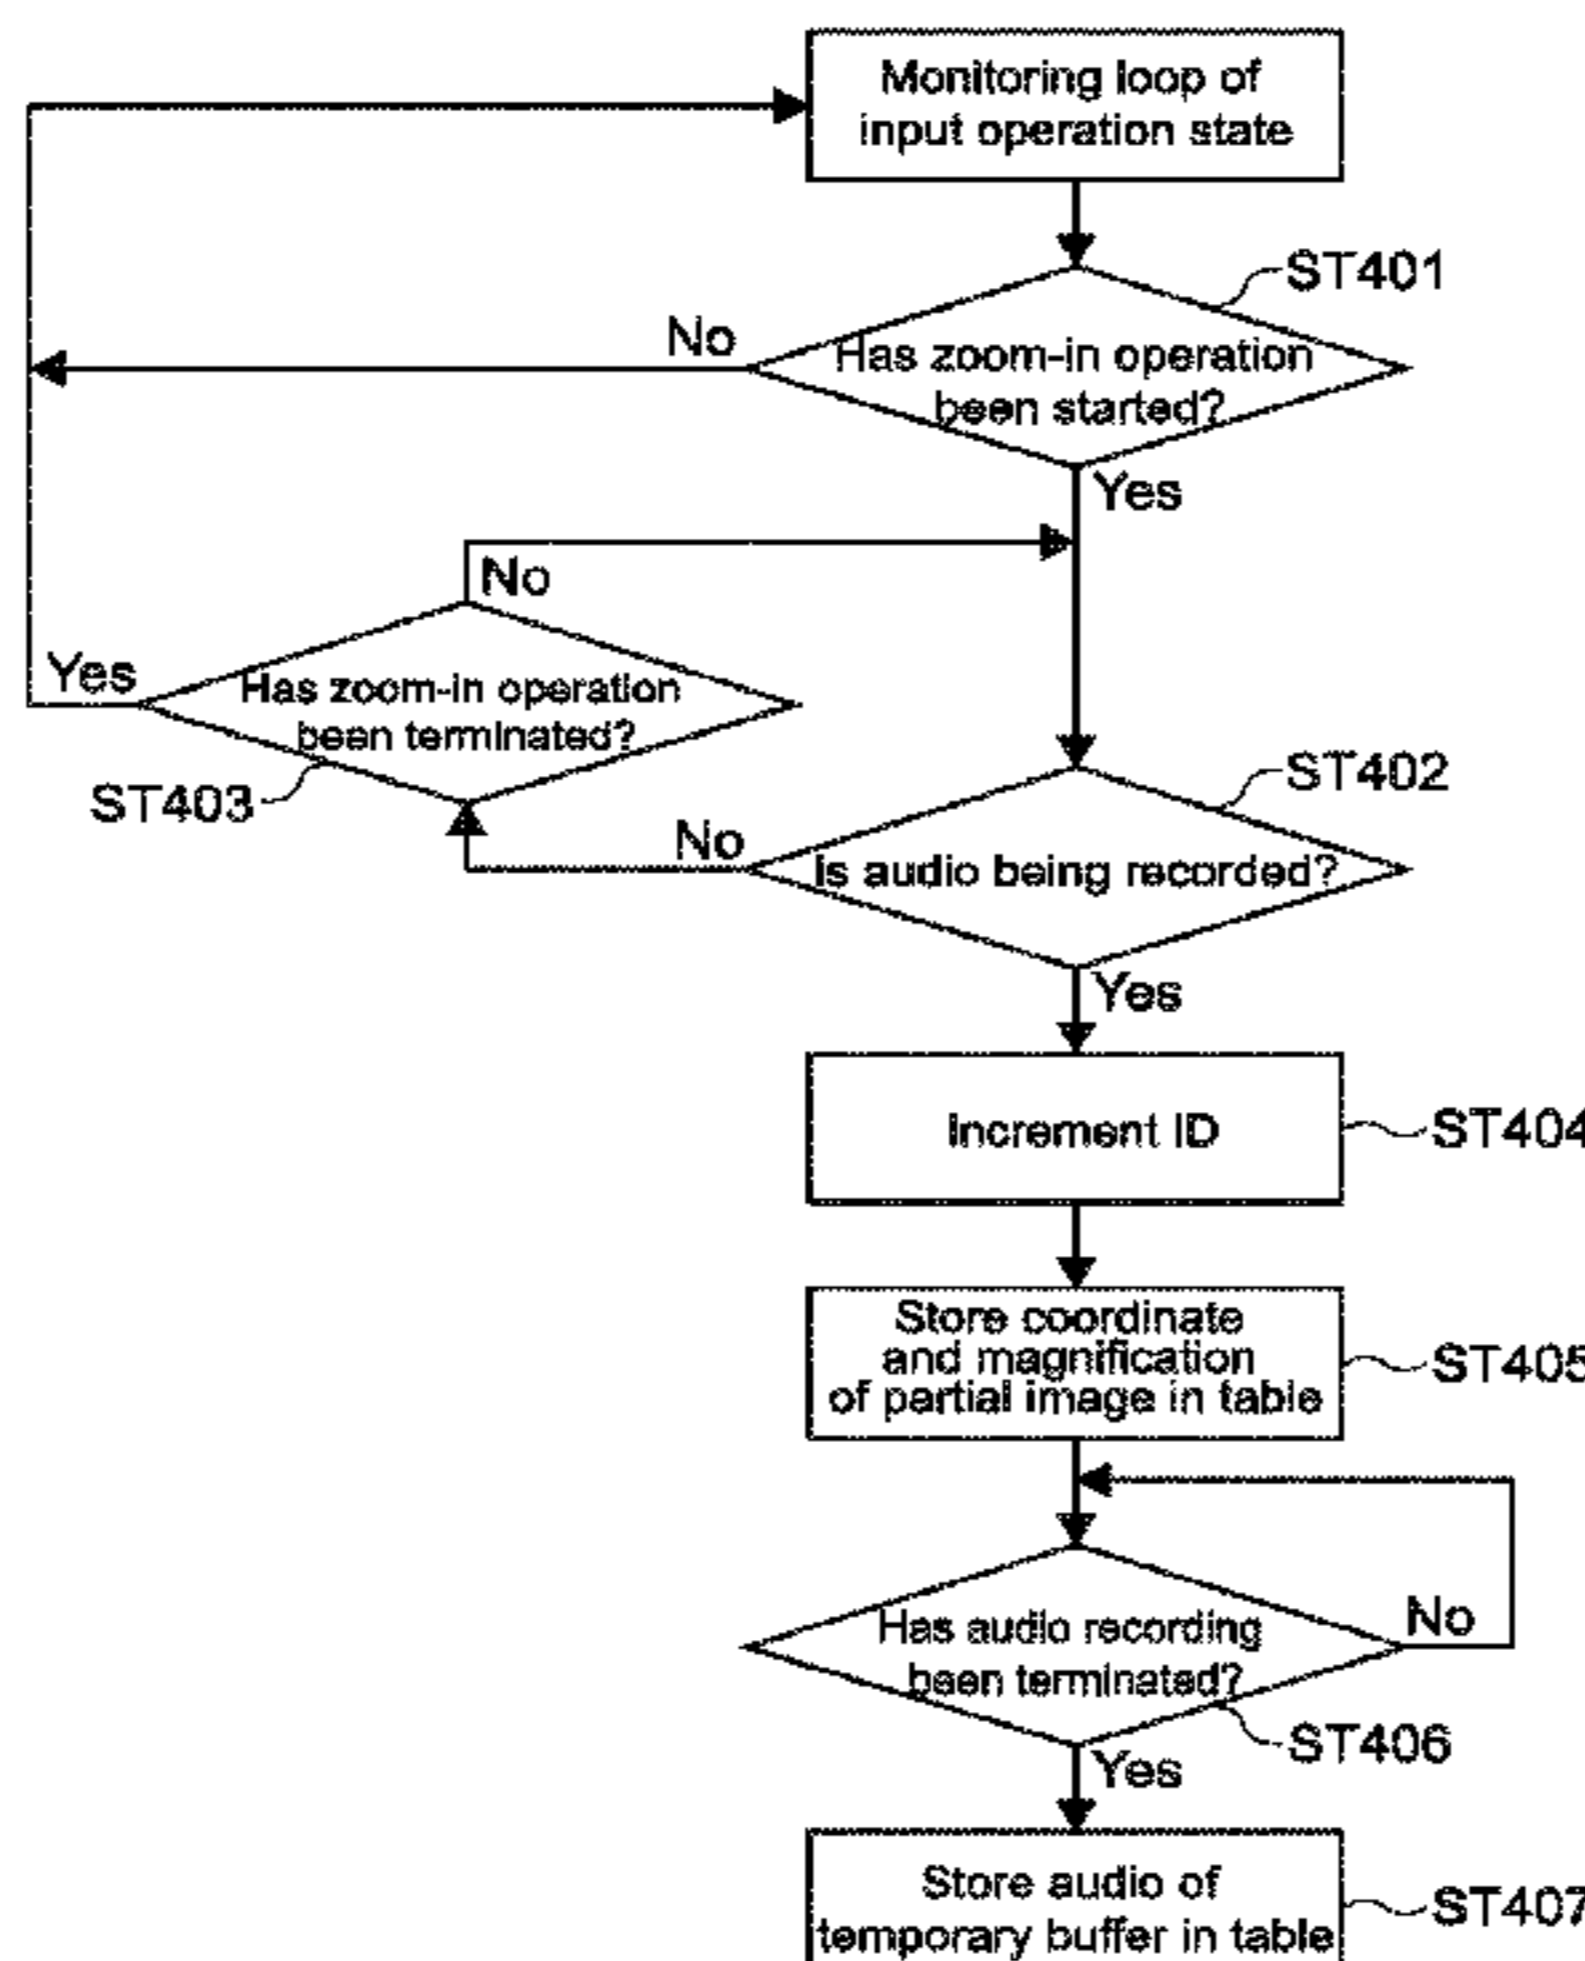 Monitoring loop of
input operation state
ST401
No
Has zoom-in operation
been started?
Yes
No
Yes
Has zoom-in operation
been terminated?
ST403
ST402
No
Is audio being recorded?
Yes
Increment ID
ST404
Store coordinate
and magnification
of partial image in table
ST405
Has audio recording
been terminated?
No
ST406
Yes
Store audio of
temporary buffer in table
ST407